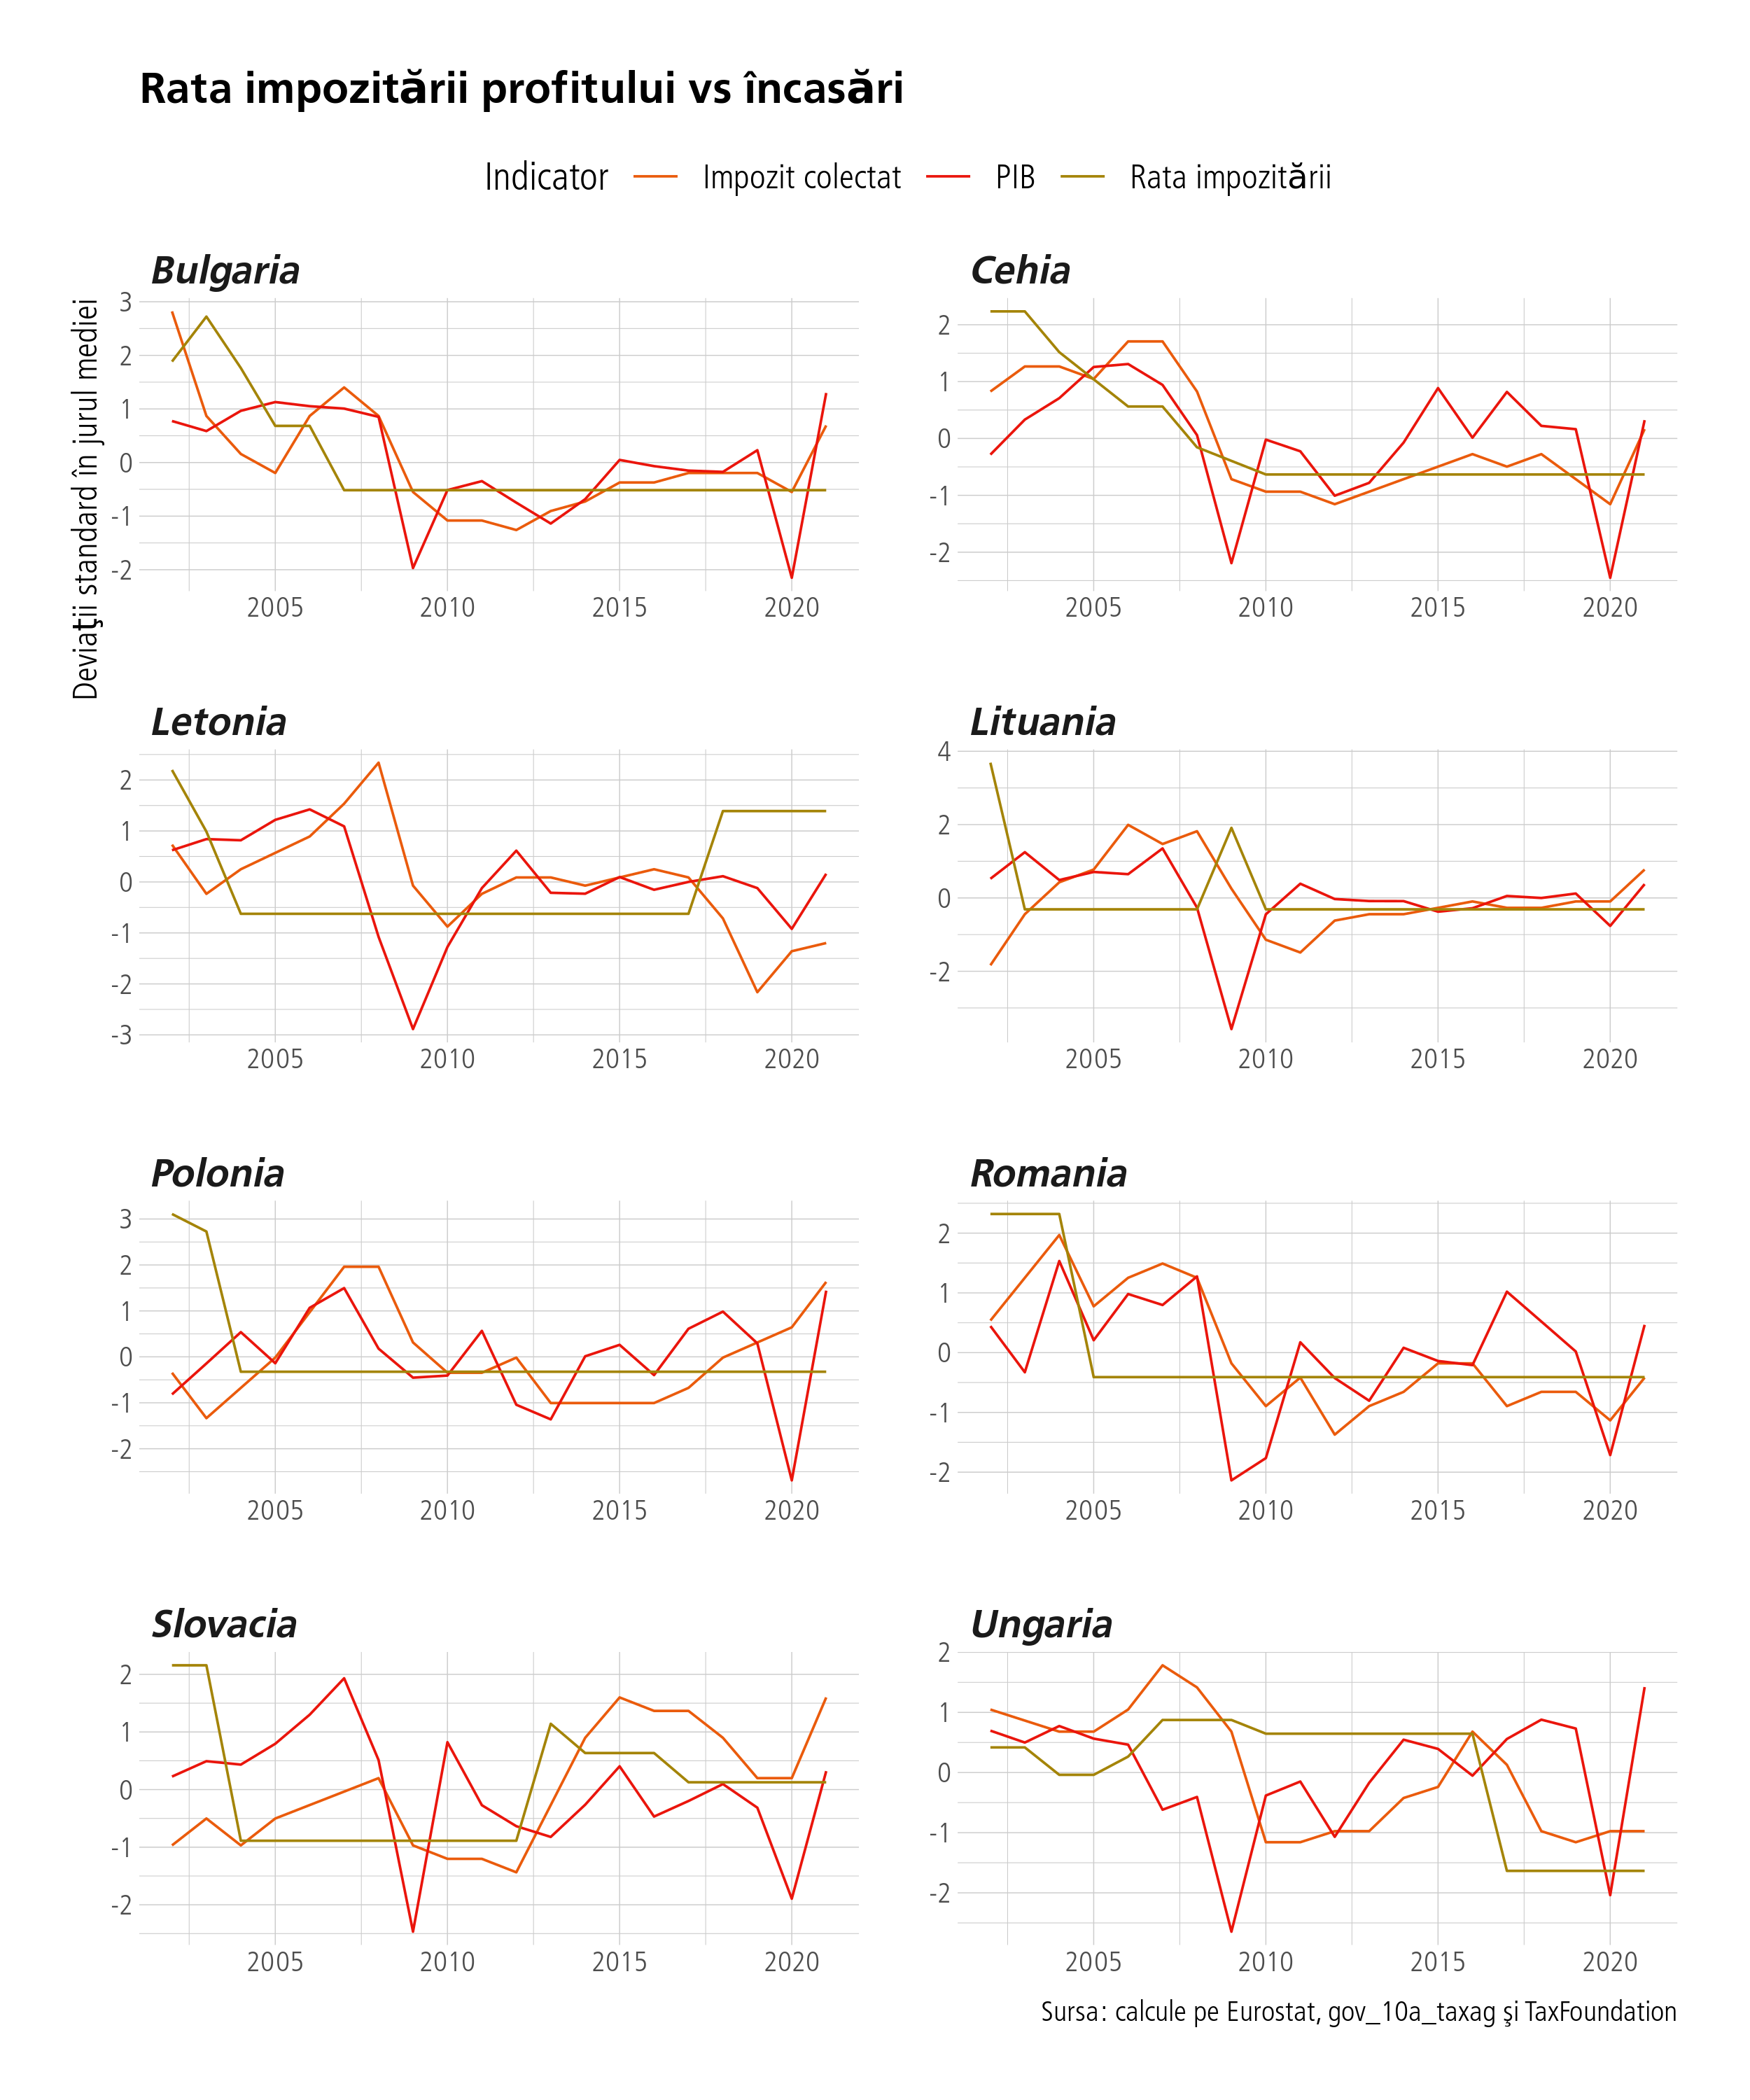 Rata impozitării profitului vs încasări
Indicator Impozit colectat PIB Rata impozitării
Deviaţii standard în jurul mediei
Bulgaria
3
2
1
0
-1
-2
2005 2010 2015 2020
Cehia
2
1
0
-1
-2
2005 2010 2015 2020
Letonia
2
1
0
-1
-2
-3
2005 2010 2015 2020
Lituania
4
2
0
-2
2005 2010 2015 2020
Polonia
3
2
1
0
-1
-2
2005 2010 2015 2020
Romania
2
1
0
-1
-2
2005 2010 2015 2020
Slovacia
2
1
0
-1
-2
2005 2010 2015 2020
Ungaria
2
1
0
-1
-2
2005 2010 2015 2020
Sursa: calcule pe Eurostat, gov_10a_taxag şi TaxFoundation